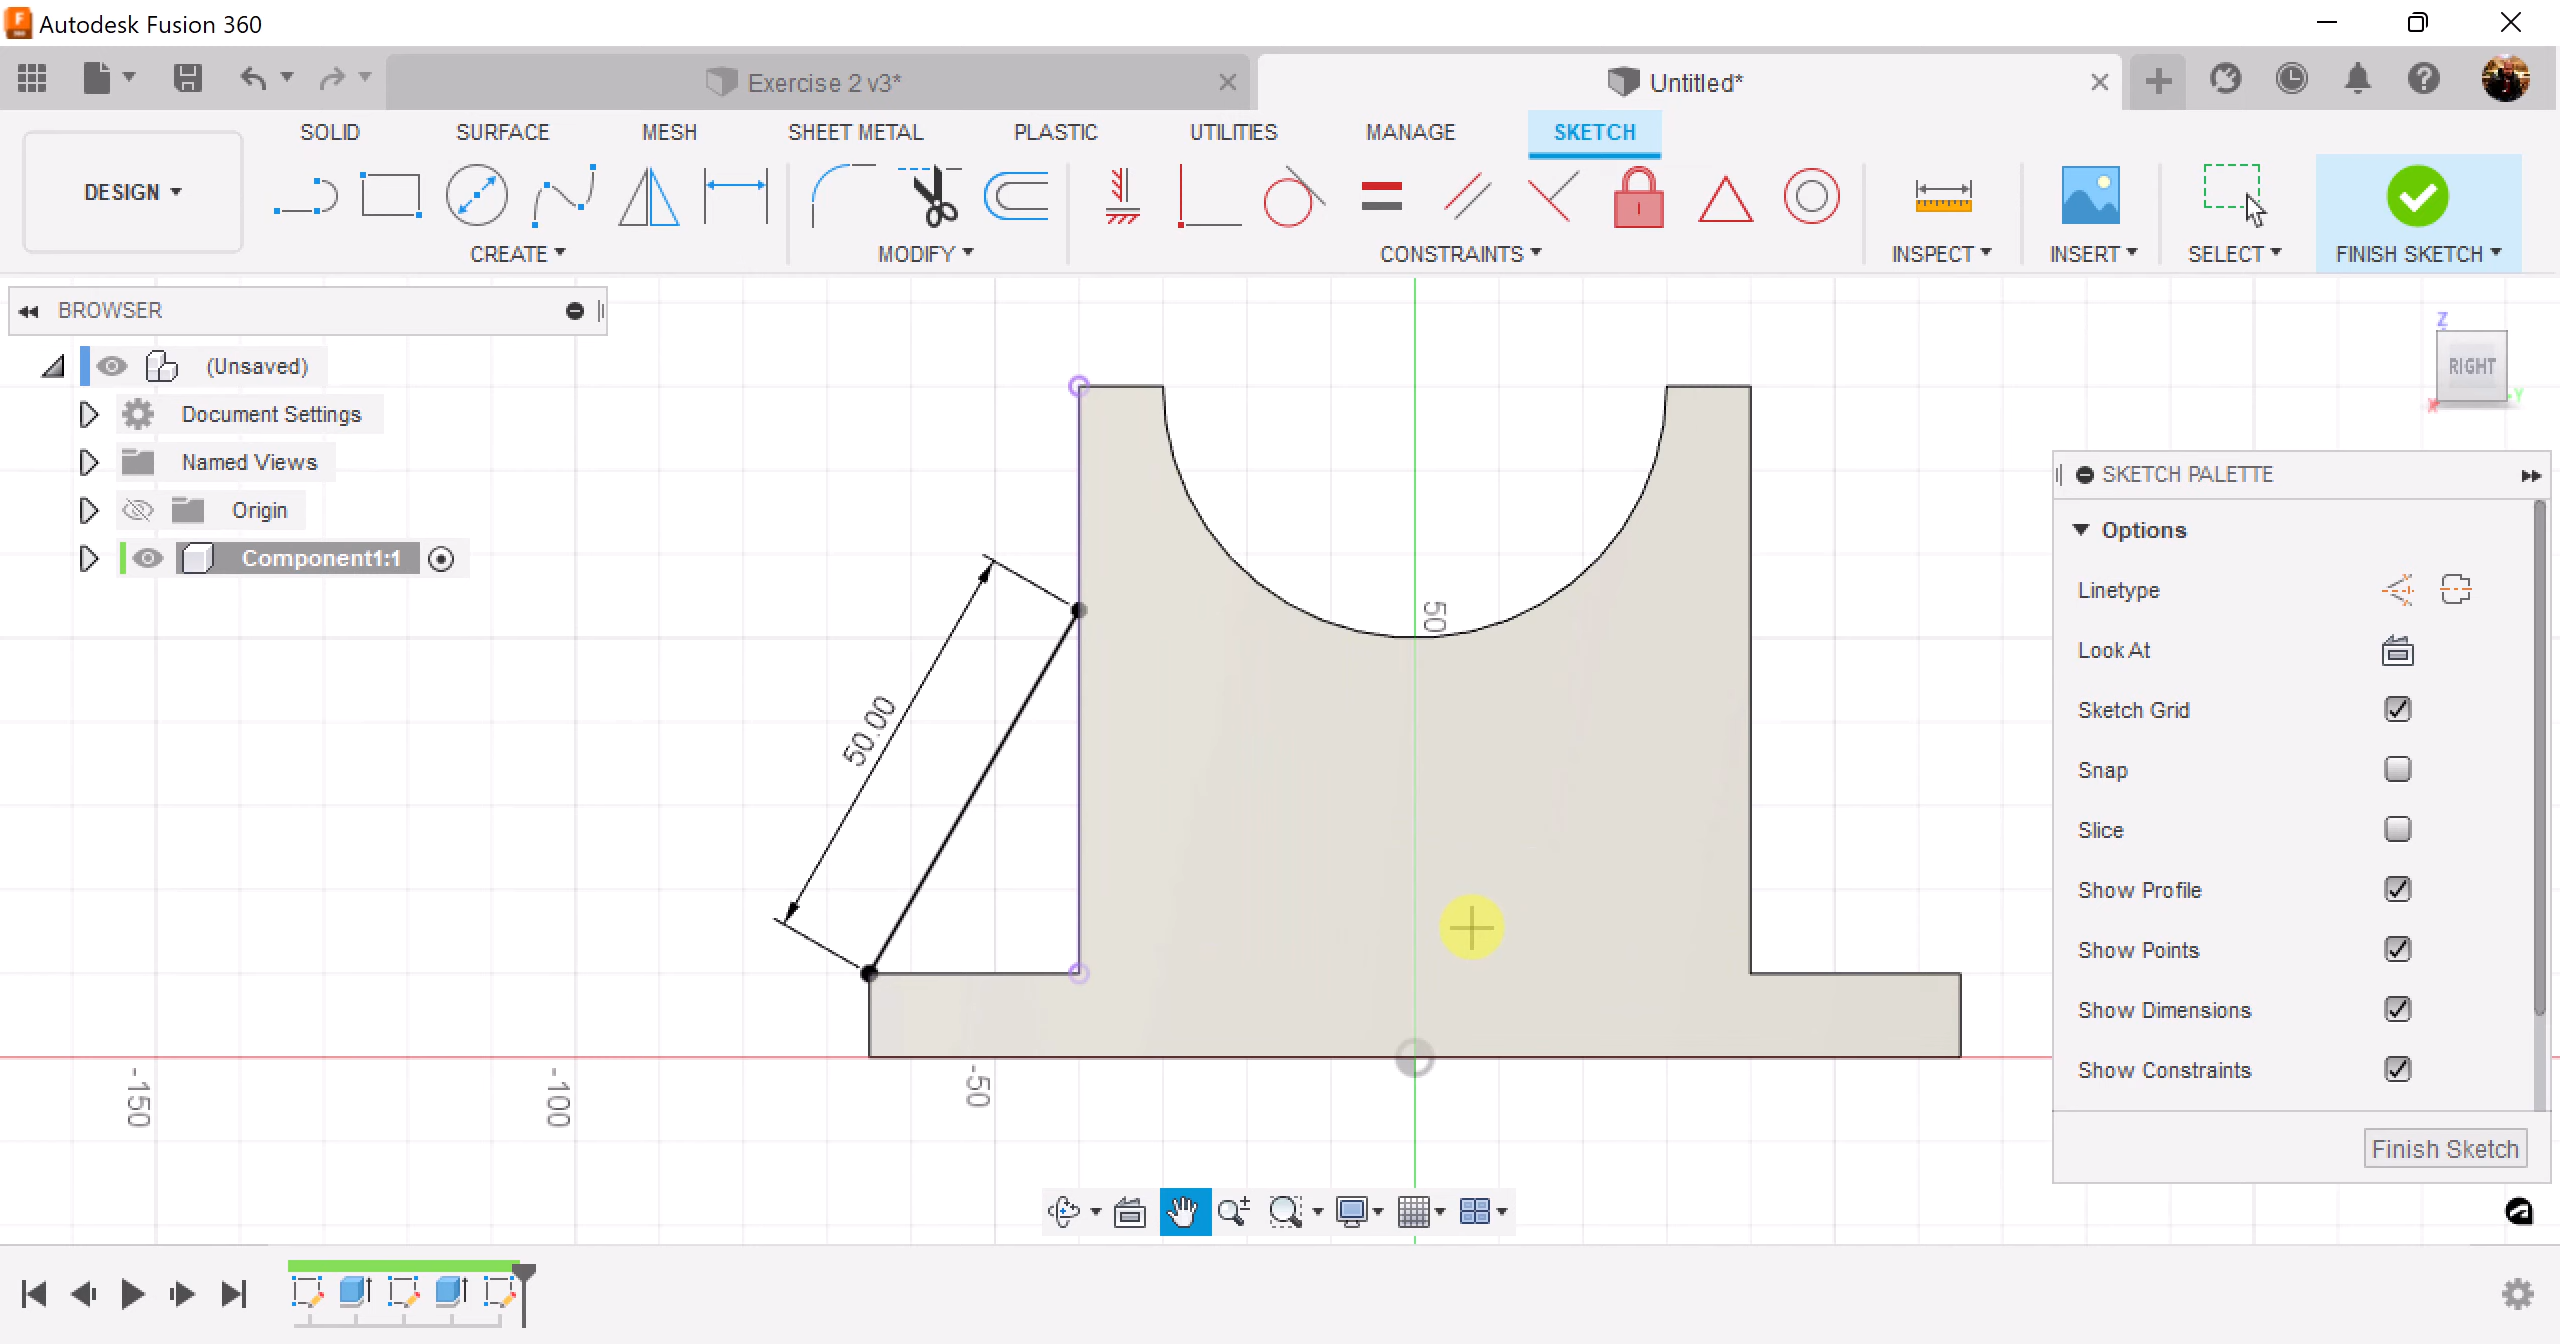 Autodesk Fusion 360
Exercise 2 v3*
Untitled*
SOLID SURFACE MESH SHEET METAL PLASTIC UTILITIES MANAGE SKETCH
DESIGN
CREATE MODIFY CONSTRAINTS INSPECT INSERT SELECT FINISH SKETCH
BROWSER
(Unsaved)
Document Settings
Named Views
Origin
Component1:1
Z
RIGHT
Y
X
50
50.00
-150
-100
-50
SKETCH PALETTE
Options
Linetype
Look At
Sketch Grid
Snap
Slice
Show Profile
Show Points
Show Dimensions
Show Constraints
Finish Sketch